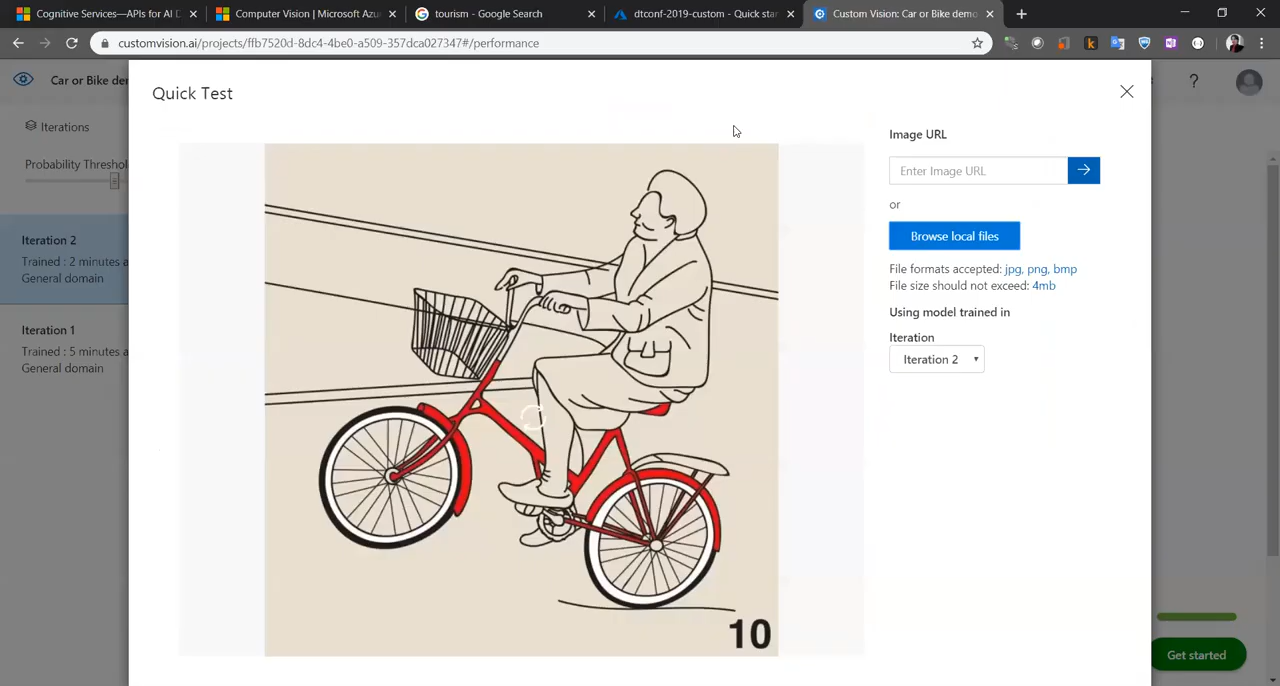 Cognitive Services—APIs for AI D
Computer Vision | Microsoft Azu
tourism - Google Search
dtconf-2019-custom - Quick star
Custom Vision: Car or Bike demo
customvision.ai/projects/ffb7520d-8dc4-4be0-a509-357dca027347#/performance
Car or Bike der
Quick Test
?
Iterations
Probability Threshol
Iteration 2
Trained : 2 minutes a
General domain
Iteration 1
Trained : 5 minutes a
General domain
10
Image URL
Enter Image URL
or
Browse local files
File formats accepted: jpg, png, bmp
File size should not exceed: 4mb
Using model trained in
Iteration
Iteration 2
Get started